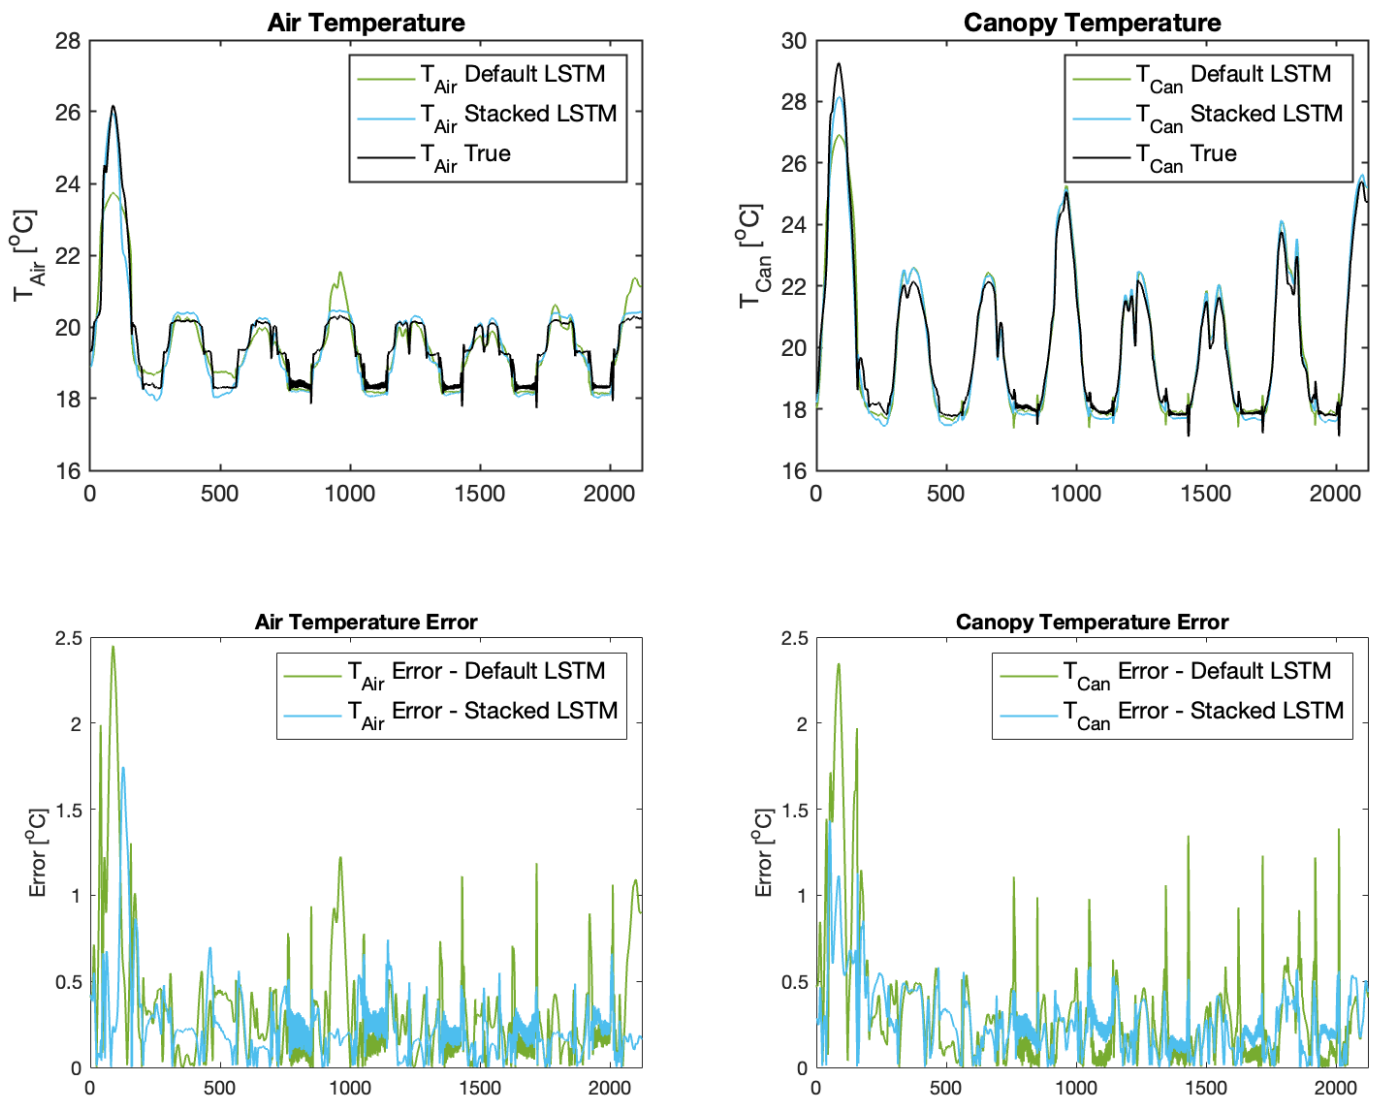 Air Temperature
28
26
24
22
20
18
16
T_Air [°C]
T_Air Default LSTM
T_Air Stacked LSTM
T_Air True
0 500 1000 1500 2000
Canopy Temperature
30
28
26
24
22
20
18
16
T_Can [°C]
T_Can Default LSTM
T_Can Stacked LSTM
T_Can True
0 500 1000 1500 2000
Air Temperature Error
2.5
2
1.5
1
0.5
0
Error [°C]
T_Air Error - Default LSTM
T_Air Error - Stacked LSTM
0 500 1000 1500 2000
Canopy Temperature Error
2.5
2
1.5
1
0.5
0
Error [°C]
T_Can Error - Default LSTM
T_Can Error - Stacked LSTM
0 500 1000 1500 2000